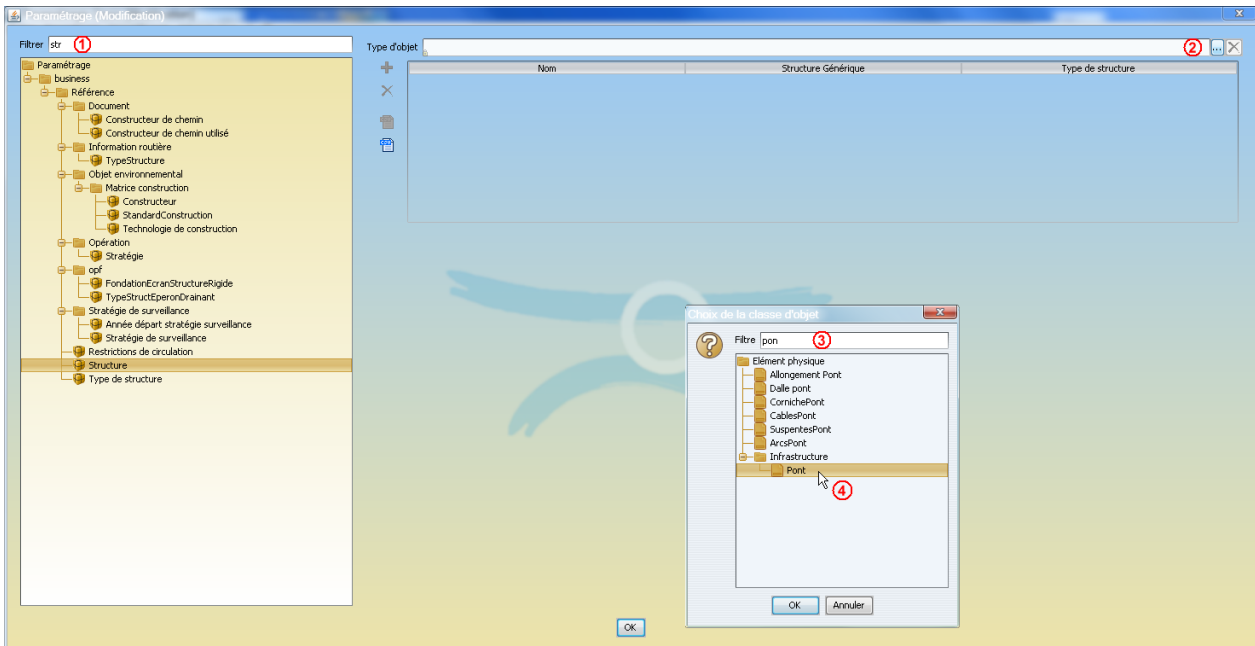 Paramétrage (Modification)
Filtrer str 1
Paramétrage
business
Référence
Document
Constructeur de chemin
Constructeur de chemin utilisé
Information routière
TypeStructure
Objet environnemental
Matrice construction
Constructeur
StandardConstruction
Technologie de construction
Opération
Stratégie
opf
FondationEcranStructureRigide
TypeStructEperonDrainant
Stratégie de surveillance
Année départ stratégie surveillance
Stratégie de surveillance
Restrictions de circulation
Structure
Type de structure
Type d'objet 2 ...
Nom Structure Générique Type de structure
Choix de la classe d'objet
Filtre pon 3
Elément physique
Allongement Pont
Dalle pont
CornichePont
CablesPont
SuspentesPont
ArcsPont
Infrastructure
Pont
4
OK Annuler
OK